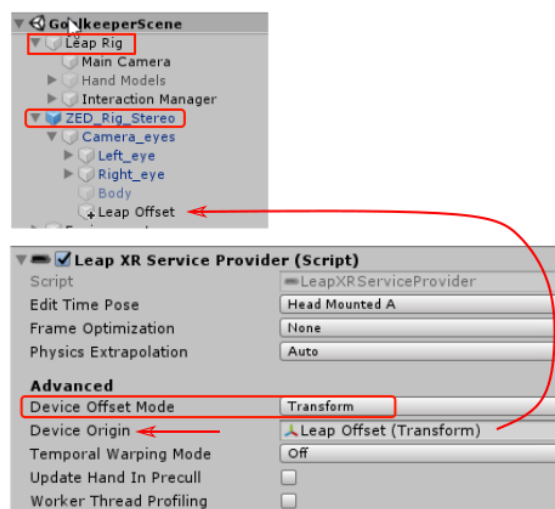 GoalkeeperScene
Leap Rig
Main Camera
Hand Models
Interaction Manager
ZED_Rig_Stereo
Camera_eyes
Left_eye
Right_eye
Body
Leap Offset
Leap XR Service Provider (Script)
Script LeapXRServiceProvider
Edit Time Pose Head Mounted A
Frame Optimization None
Physics Extrapolation Auto
Advanced
Device Offset Mode Transform
Device Origin Leap Offset (Transform)
Temporal Warping Mode Off
Update Hand In Precull
Worker Thread Profiling